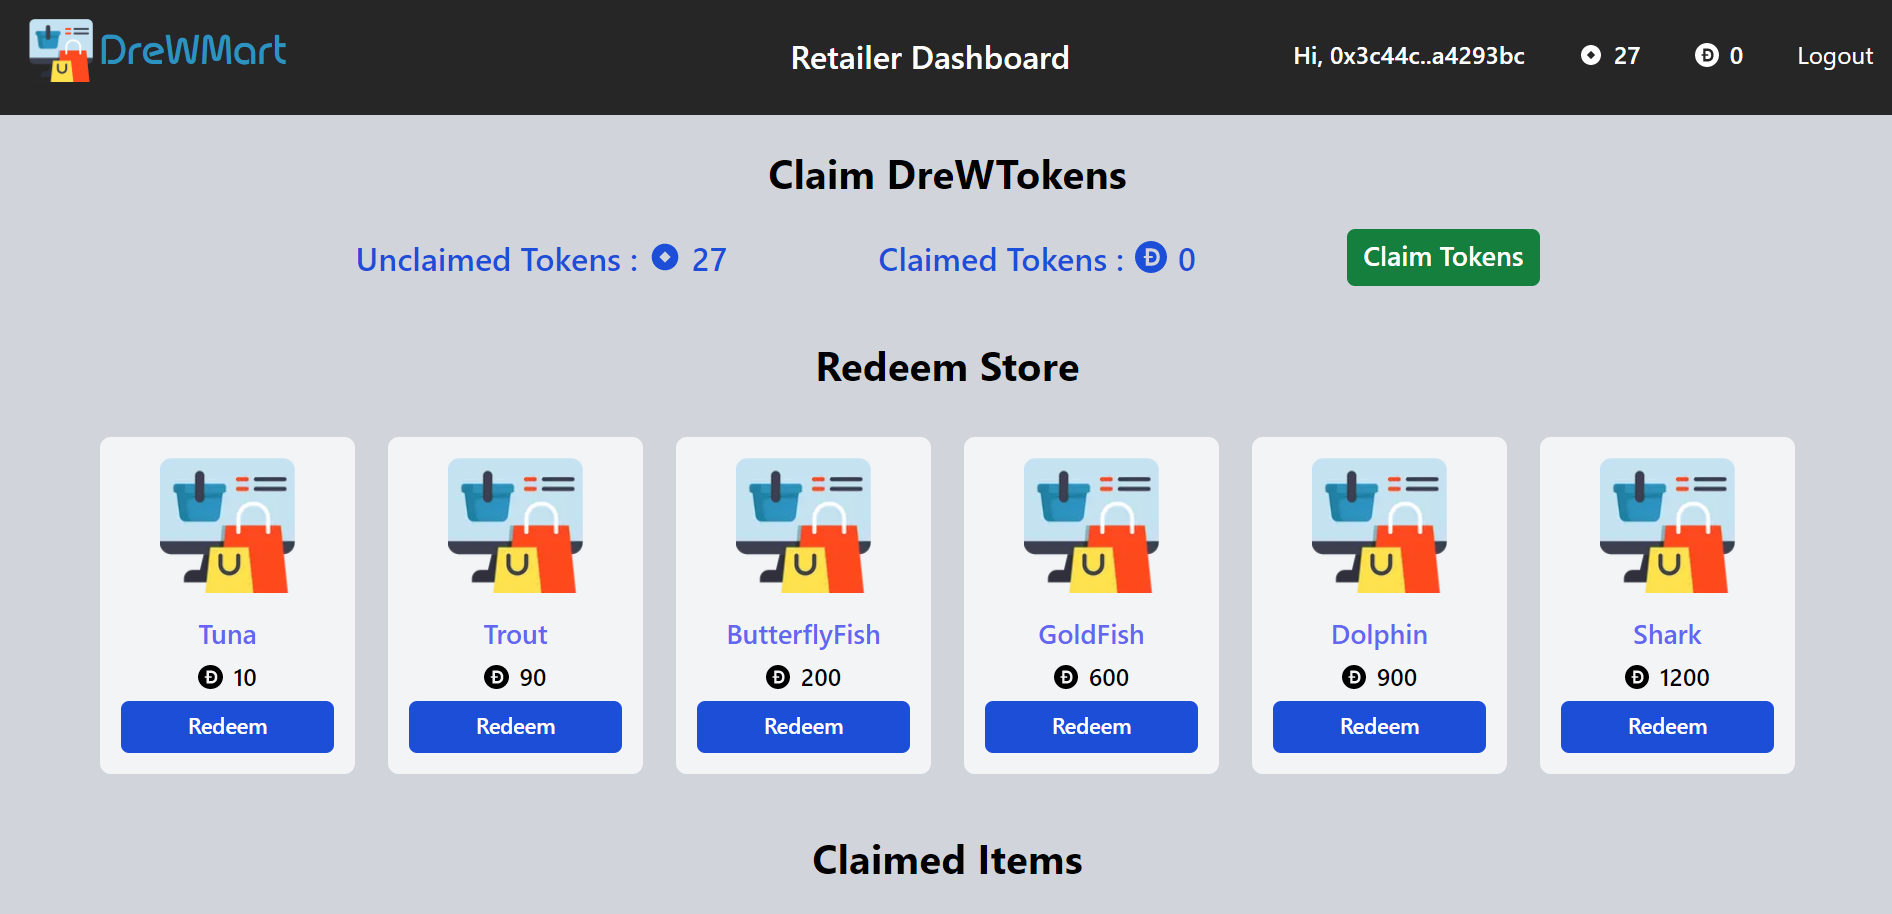 DreWMart
Retailer Dashboard
Hi, 0x3c44c..a4293bc
27
0
Logout
Claim DreWTokens
Unclaimed Tokens : 27
Claimed Tokens : 0
Claim Tokens
Redeem Store
Tuna
10
Redeem
Trout
90
Redeem
ButterflyFish
200
Redeem
GoldFish
600
Redeem
Dolphin
900
Redeem
Shark
1200
Redeem
Claimed Items